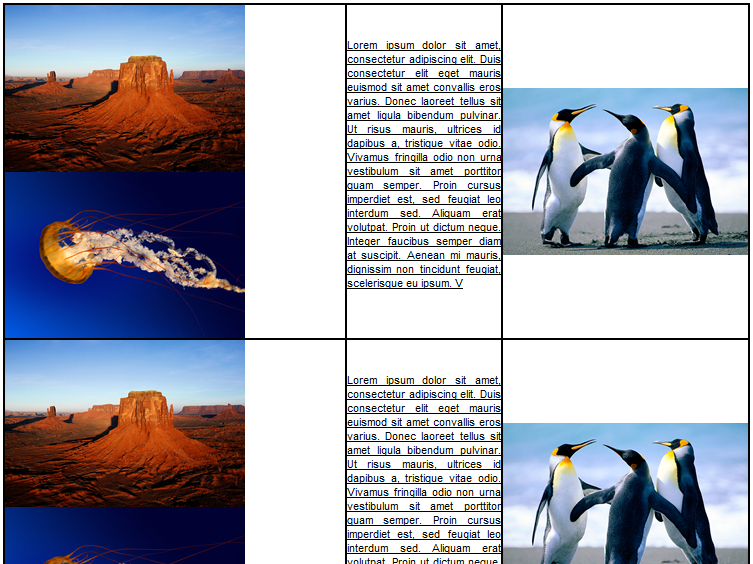 Lorem ipsum dolor sit amet,
consectetur adipiscing elit. Duis
consectetur elit eget mauris
euismod sit amet convallis eros
varius. Donec laoreet tellus sit
amet ligula bibendum pulvinar.
Ut risus mauris, ultrices id
dapibus a, tristique vitae odio.
Vivamus fringilla odio non urna
vestibulum sit amet porttitor
quam semper. Proin cursus
imperdiet est, sed feugiat leo
interdum sed. Aliquam erat
volutpat. Proin ut dictum neque.
Integer faucibus semper diam
at suscipit. Aenean mi mauris,
dignissim non tincidunt feugiat,
scelerisque eu ipsum. V
Lorem ipsum dolor sit amet,
consectetur adipiscing elit. Duis
consectetur elit eget mauris
euismod sit amet convallis eros
varius. Donec laoreet tellus sit
amet ligula bibendum pulvinar.
Ut risus mauris, ultrices id
dapibus a, tristique vitae odio.
Vivamus fringilla odio non urna
vestibulum sit amet porttitor
quam semper. Proin cursus
imperdiet est, sed feugiat leo
interdum sed. Aliquam erat
volutpat. Proin ut dictum neque.